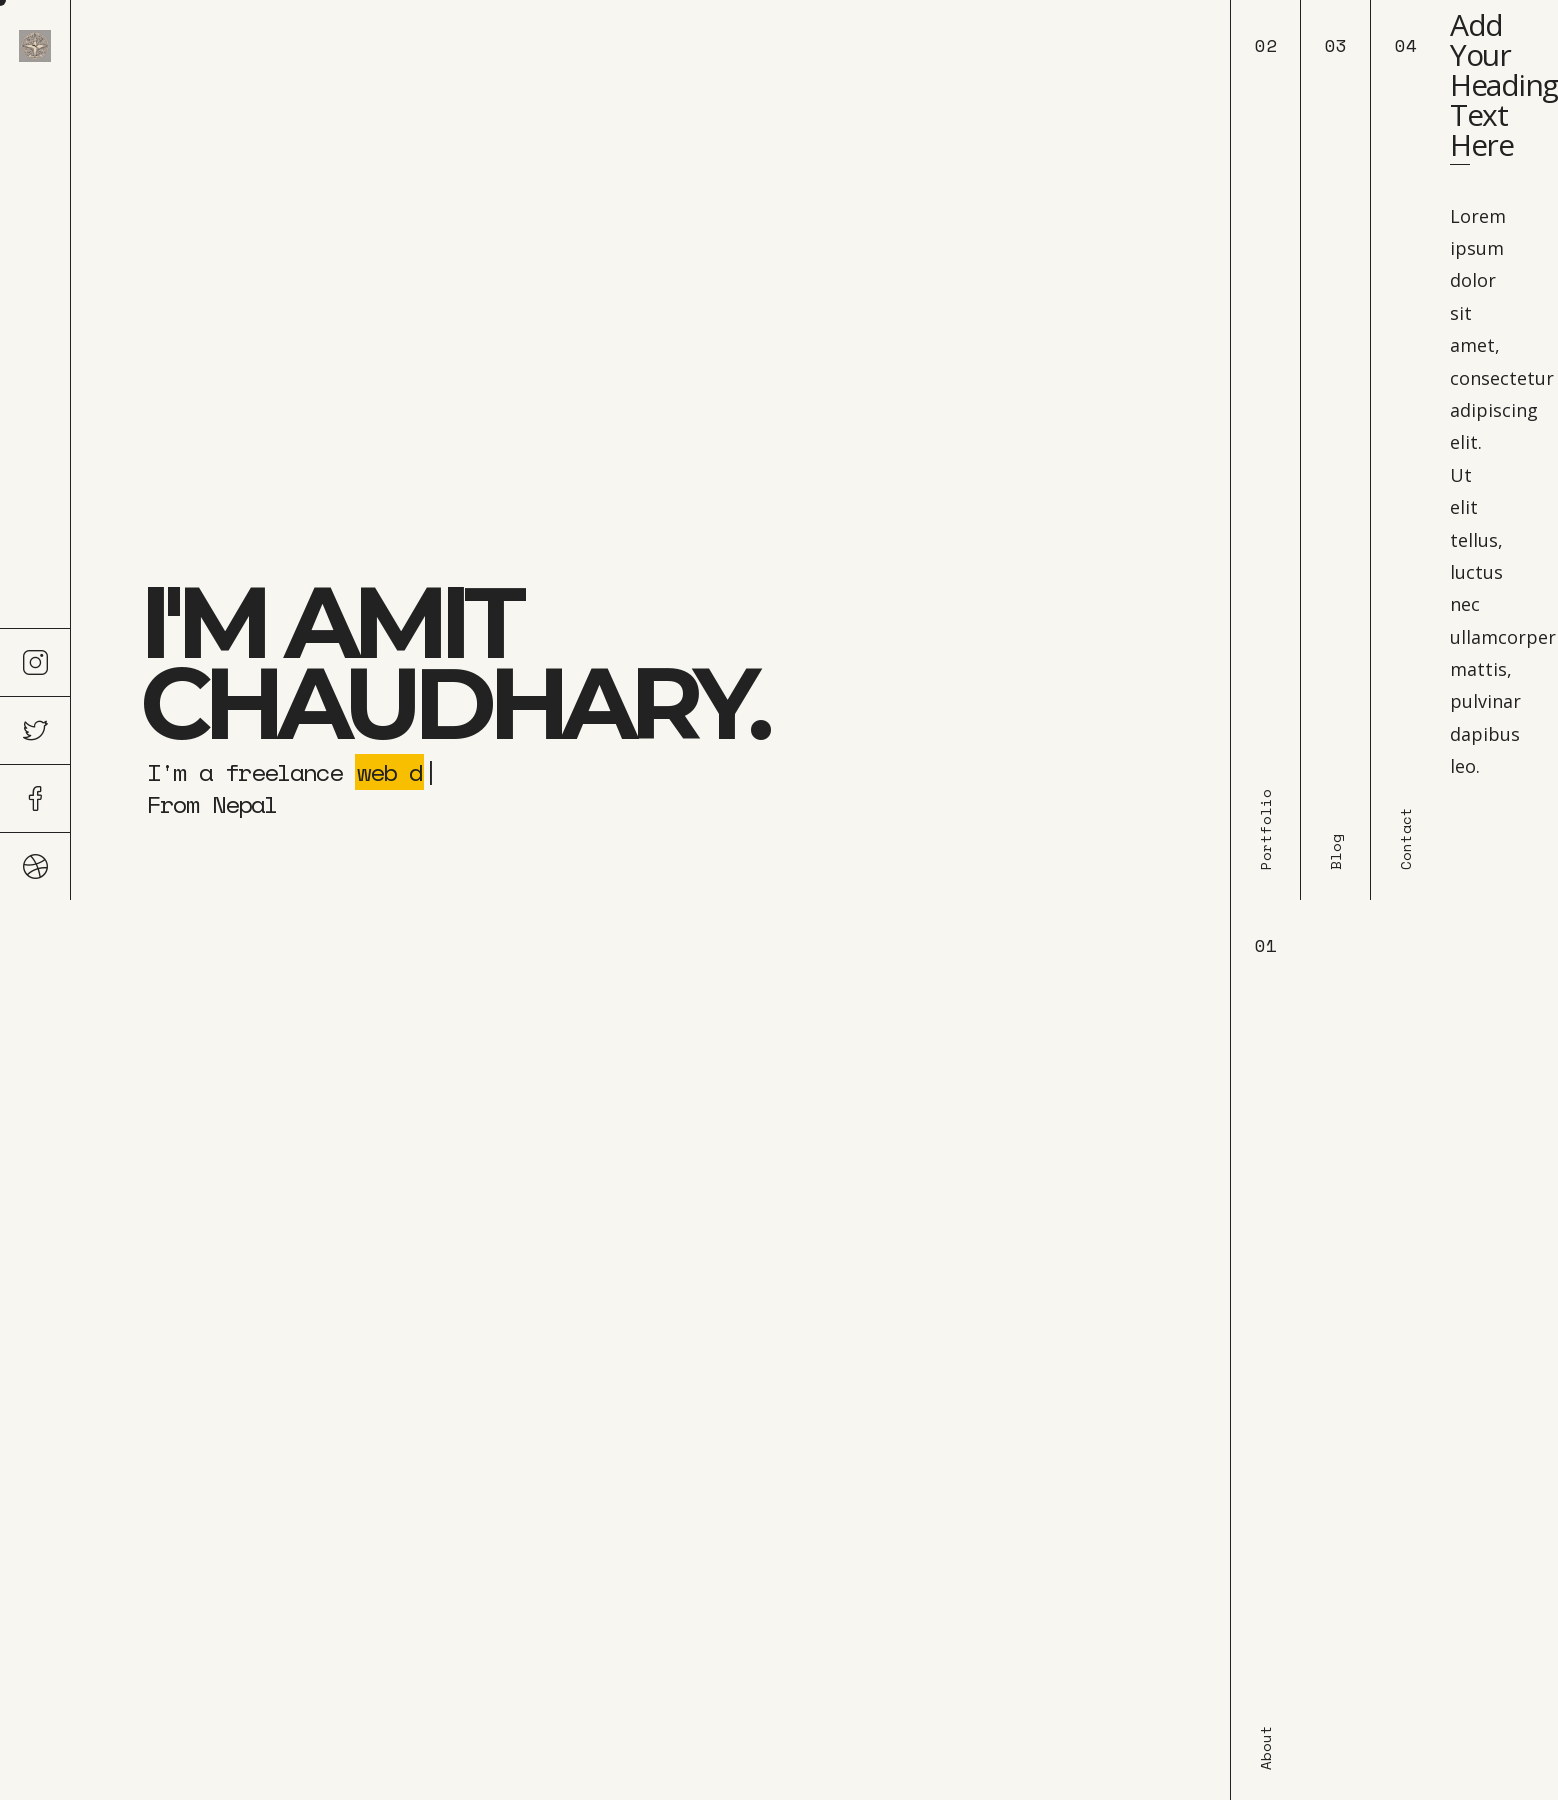 02
03
04
Add
Your
Heading
Text
Here
Lorem
ipsum
dolor
sit
amet,
consectetur
adipiscing
elit.
Ut
elit
tellus,
luctus
nec
ullamcorper
mattis,
pulvinar
dapibus
leo.
I'M AMIT
CHAUDHARY.
I'm a freelance web d
From Nepal
Portfolio
Blog
Contact
01
About